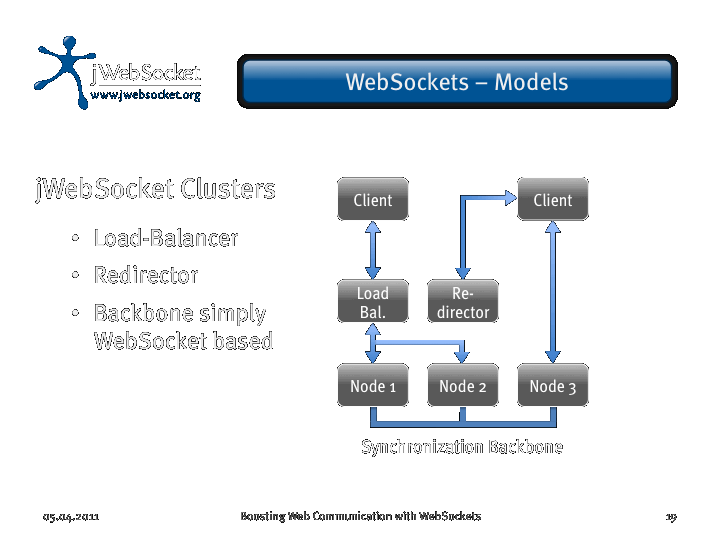 jWebSocket
www.jwebsocket.org
WebSockets – Models
jWebSocket Clusters
• Load-Balancer
• Redirector
• Backbone simply
WebSocket based
Client
Client
Load
Bal.
Re-
director
Node 1
Node 2
Node 3
Synchronization Backbone
05.04.2011
Boosting Web Communication with WebSockets
19